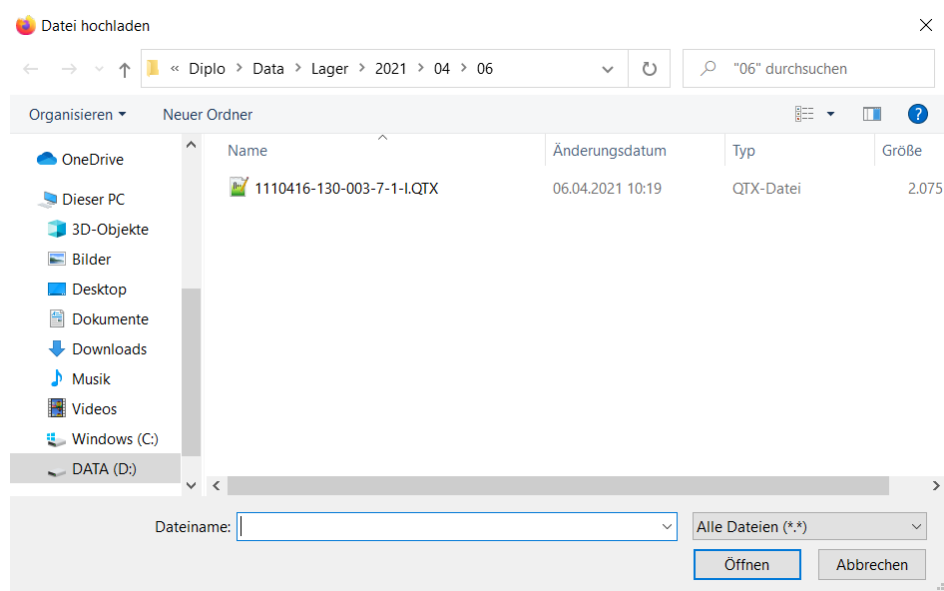 Datei hochladen
« Diplo > Data > Lager > 2021 > 04 > 06
"06" durchsuchen
Organisieren
Neuer Ordner
?
Name
Änderungsdatum
Typ
Größe
1110416-130-003-7-1-I.QTX
06.04.2021 10:19
QTX-Datei
2.075
OneDrive
Dieser PC
3D-Objekte
Bilder
Desktop
Dokumente
Downloads
Musik
Videos
Windows (C:)
DATA (D:)
Dateiname:
Alle Dateien (*.*)
Öffnen
Abbrechen